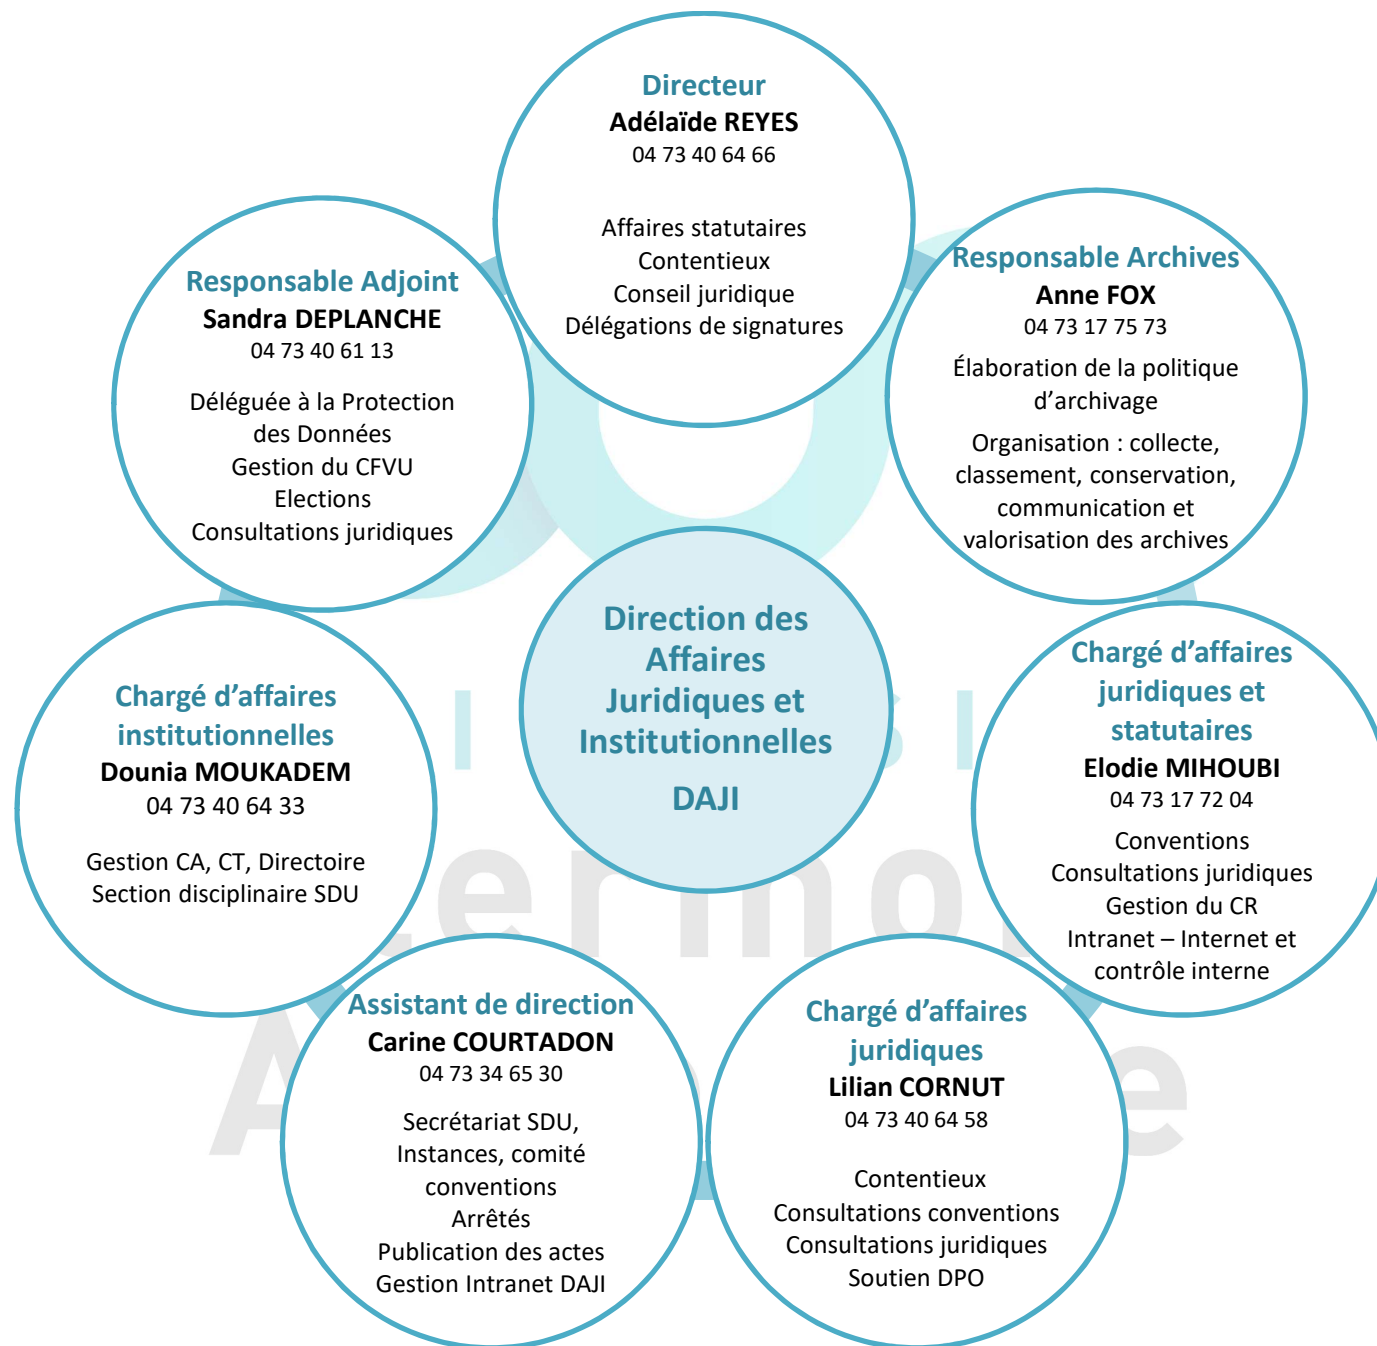 Directeur
Adélaïde REYES
04 73 40 64 66
Affaires statutaires
Contentieux
Conseil juridique
Délégations de signatures
Responsable Archives
Anne FOX
04 73 17 75 73
Élaboration de la politique
d’archivage
Organisation : collecte,
classement, conservation,
communication et
valorisation des archives
Chargé d’affaires
juridiques et
statutaires
Elodie MIHOUBI
04 73 17 72 04
Conventions
Consultations juridiques
Gestion du CR
Intranet – Internet et
contrôle interne
Chargé d’affaires
juridiques
Lilian CORNUT
04 73 40 64 58
Contentieux
Consultations conventions
Consultations juridiques
Soutien DPO
Assistant de direction
Carine COURTADON
04 73 34 65 30
Secrétariat SDU,
Instances, comité
conventions
Arrêtés
Publication des actes
Gestion Intranet DAJI
Chargé d’affaires
institutionnelles
Dounia MOUKADEM
04 73 40 64 33
Gestion CA, CT, Directoire
Section disciplinaire SDU
Responsable Adjoint
Sandra DEPLANCHE
04 73 40 61 13
Déléguée à la Protection
des Données
Gestion du CFVU
Elections
Consultations juridiques
Direction des
Affaires
Juridiques et
Institutionnelles
DAJI